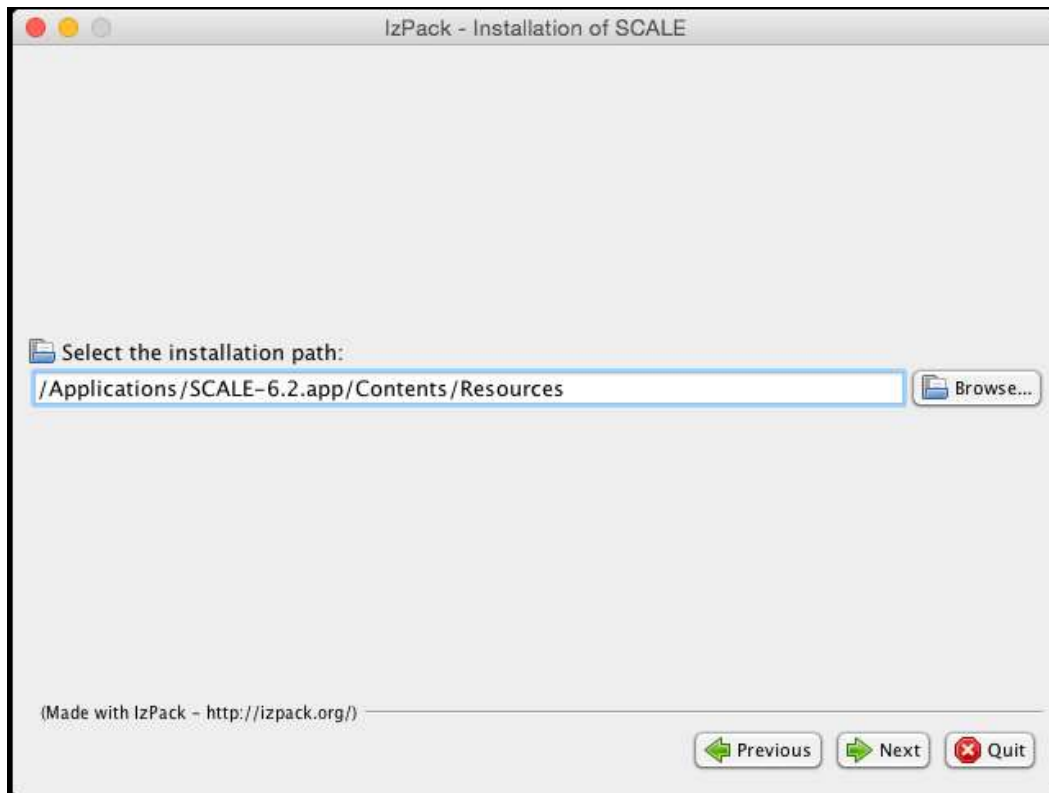 IzPack - Installation of SCALE
Select the installation path:
/Applications/SCALE-6.2.app/Contents/Resources
Browse...
(Made with IzPack - http://izpack.org/)
Previous
Next
Quit